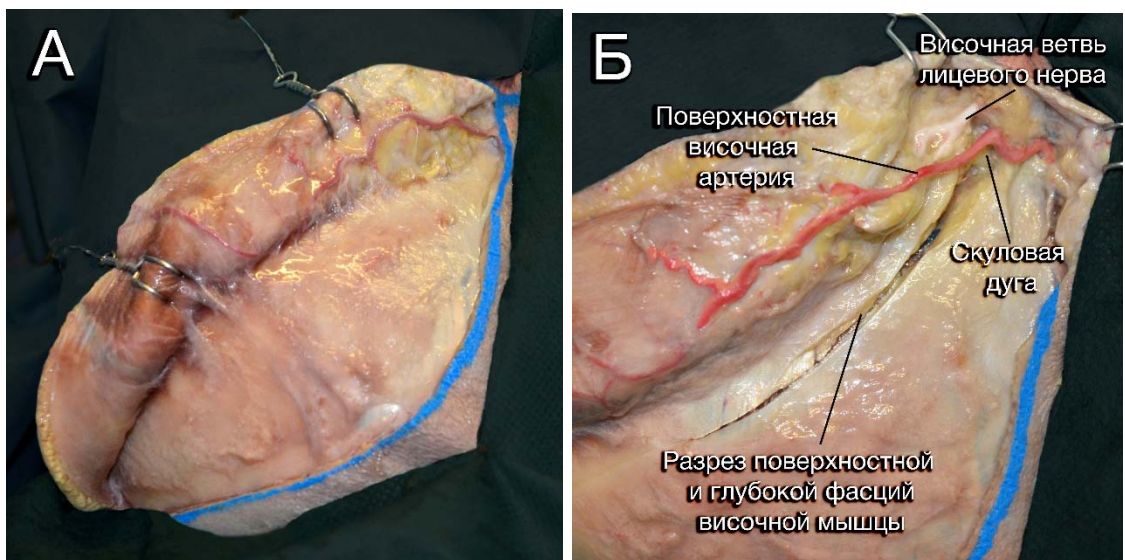 А
Б
Височная ветвь
лицевого нерва
Поверхностная
височная
артерия
Скуловая
дуга
Разрез поверхностной
и глубокой фасций
височной мышцы